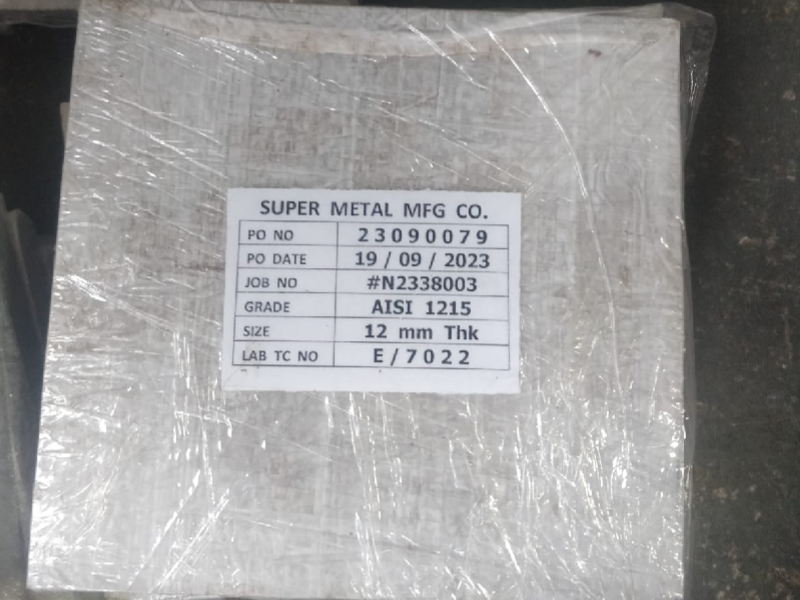 SUPER METAL MFG CO.
PO NO 23090079
PO DATE 19 / 09 / 2023
JOB NO #N2338003
GRADE AISI 1215
SIZE 12 mm Thk
LAB TC NO E / 7022